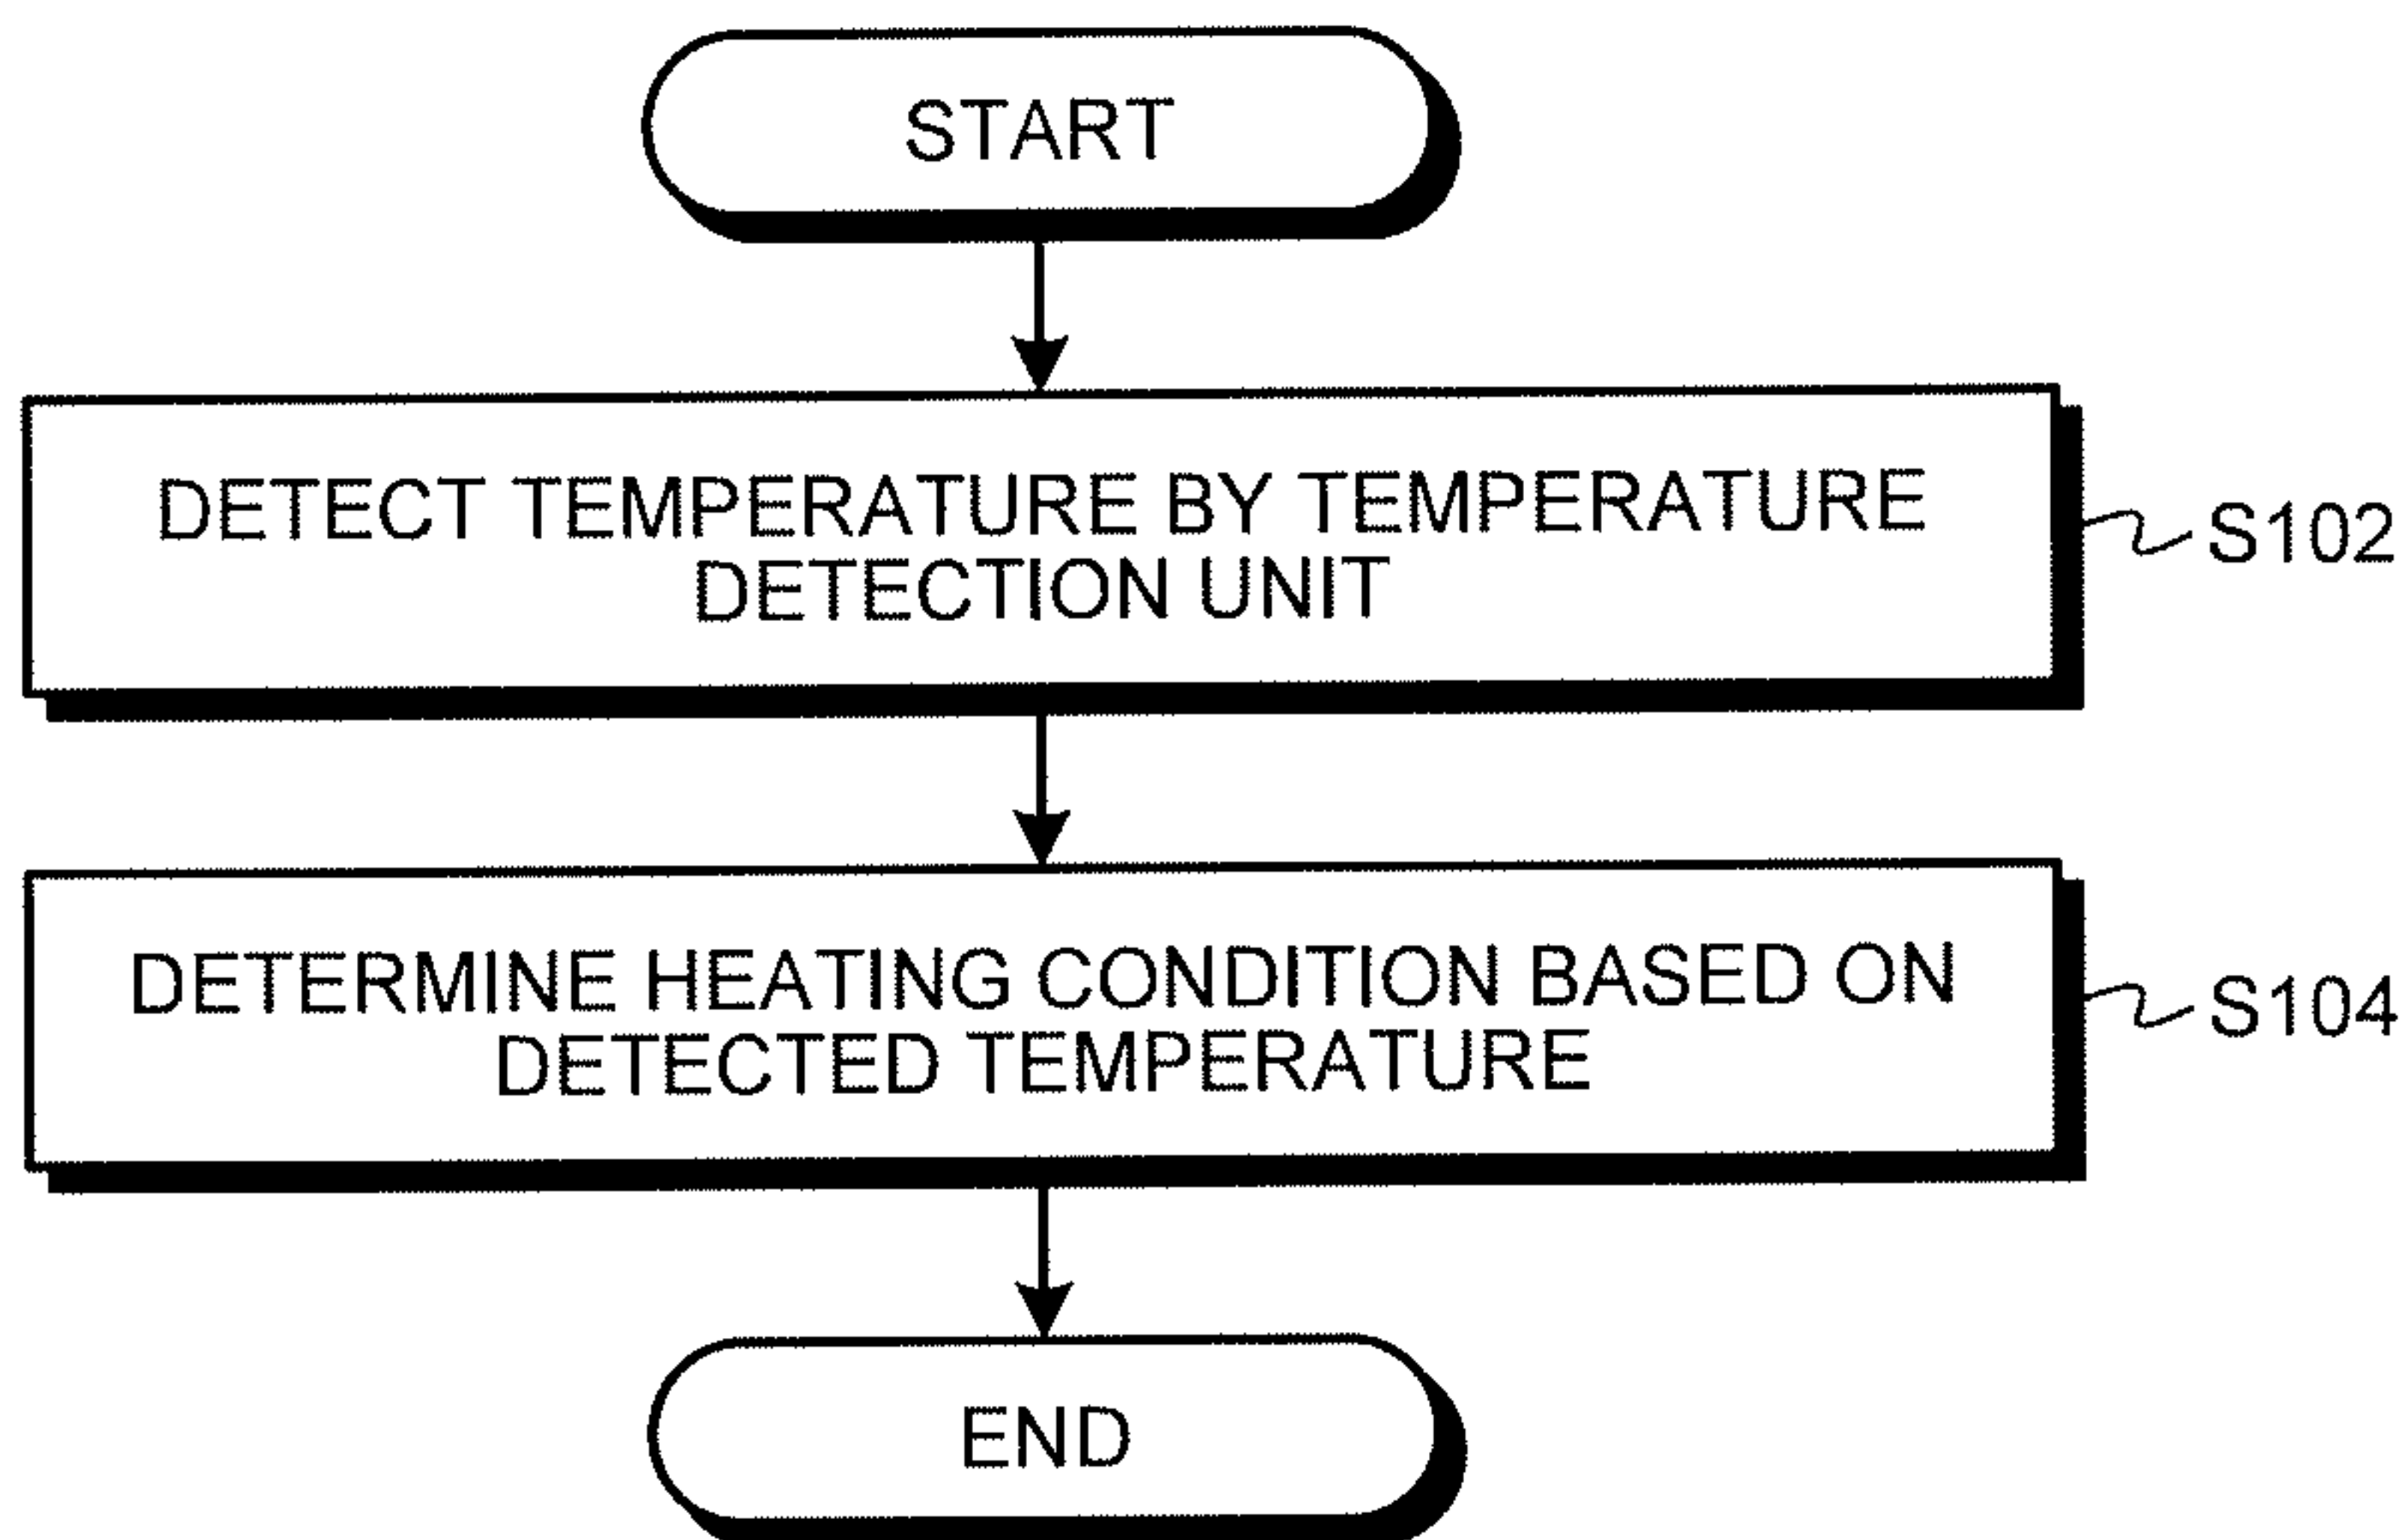 START
DETECT TEMPERATURE BY TEMPERATURE
DETECTION UNIT
S102
DETERMINE HEATING CONDITION BASED ON
DETECTED TEMPERATURE
S104
END